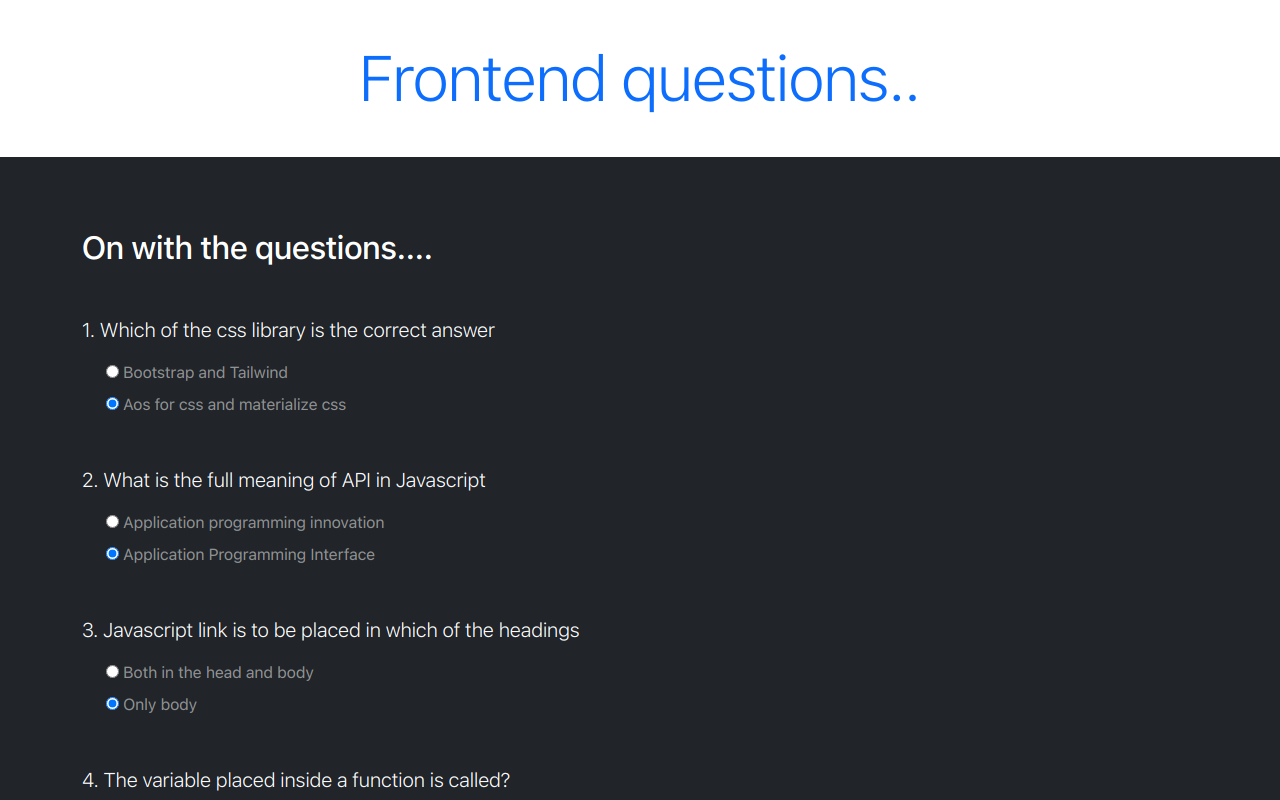 Frontend questions..
On with the questions....
1. Which of the css library is the correct answer
Bootstrap and Tailwind
Aos for css and materialize css
2. What is the full meaning of API in Javascript
Application programming innovation
Application Programming Interface
3. Javascript link is to be placed in which of the headings
Both in the head and body
Only body
4. The variable placed inside a function is called?